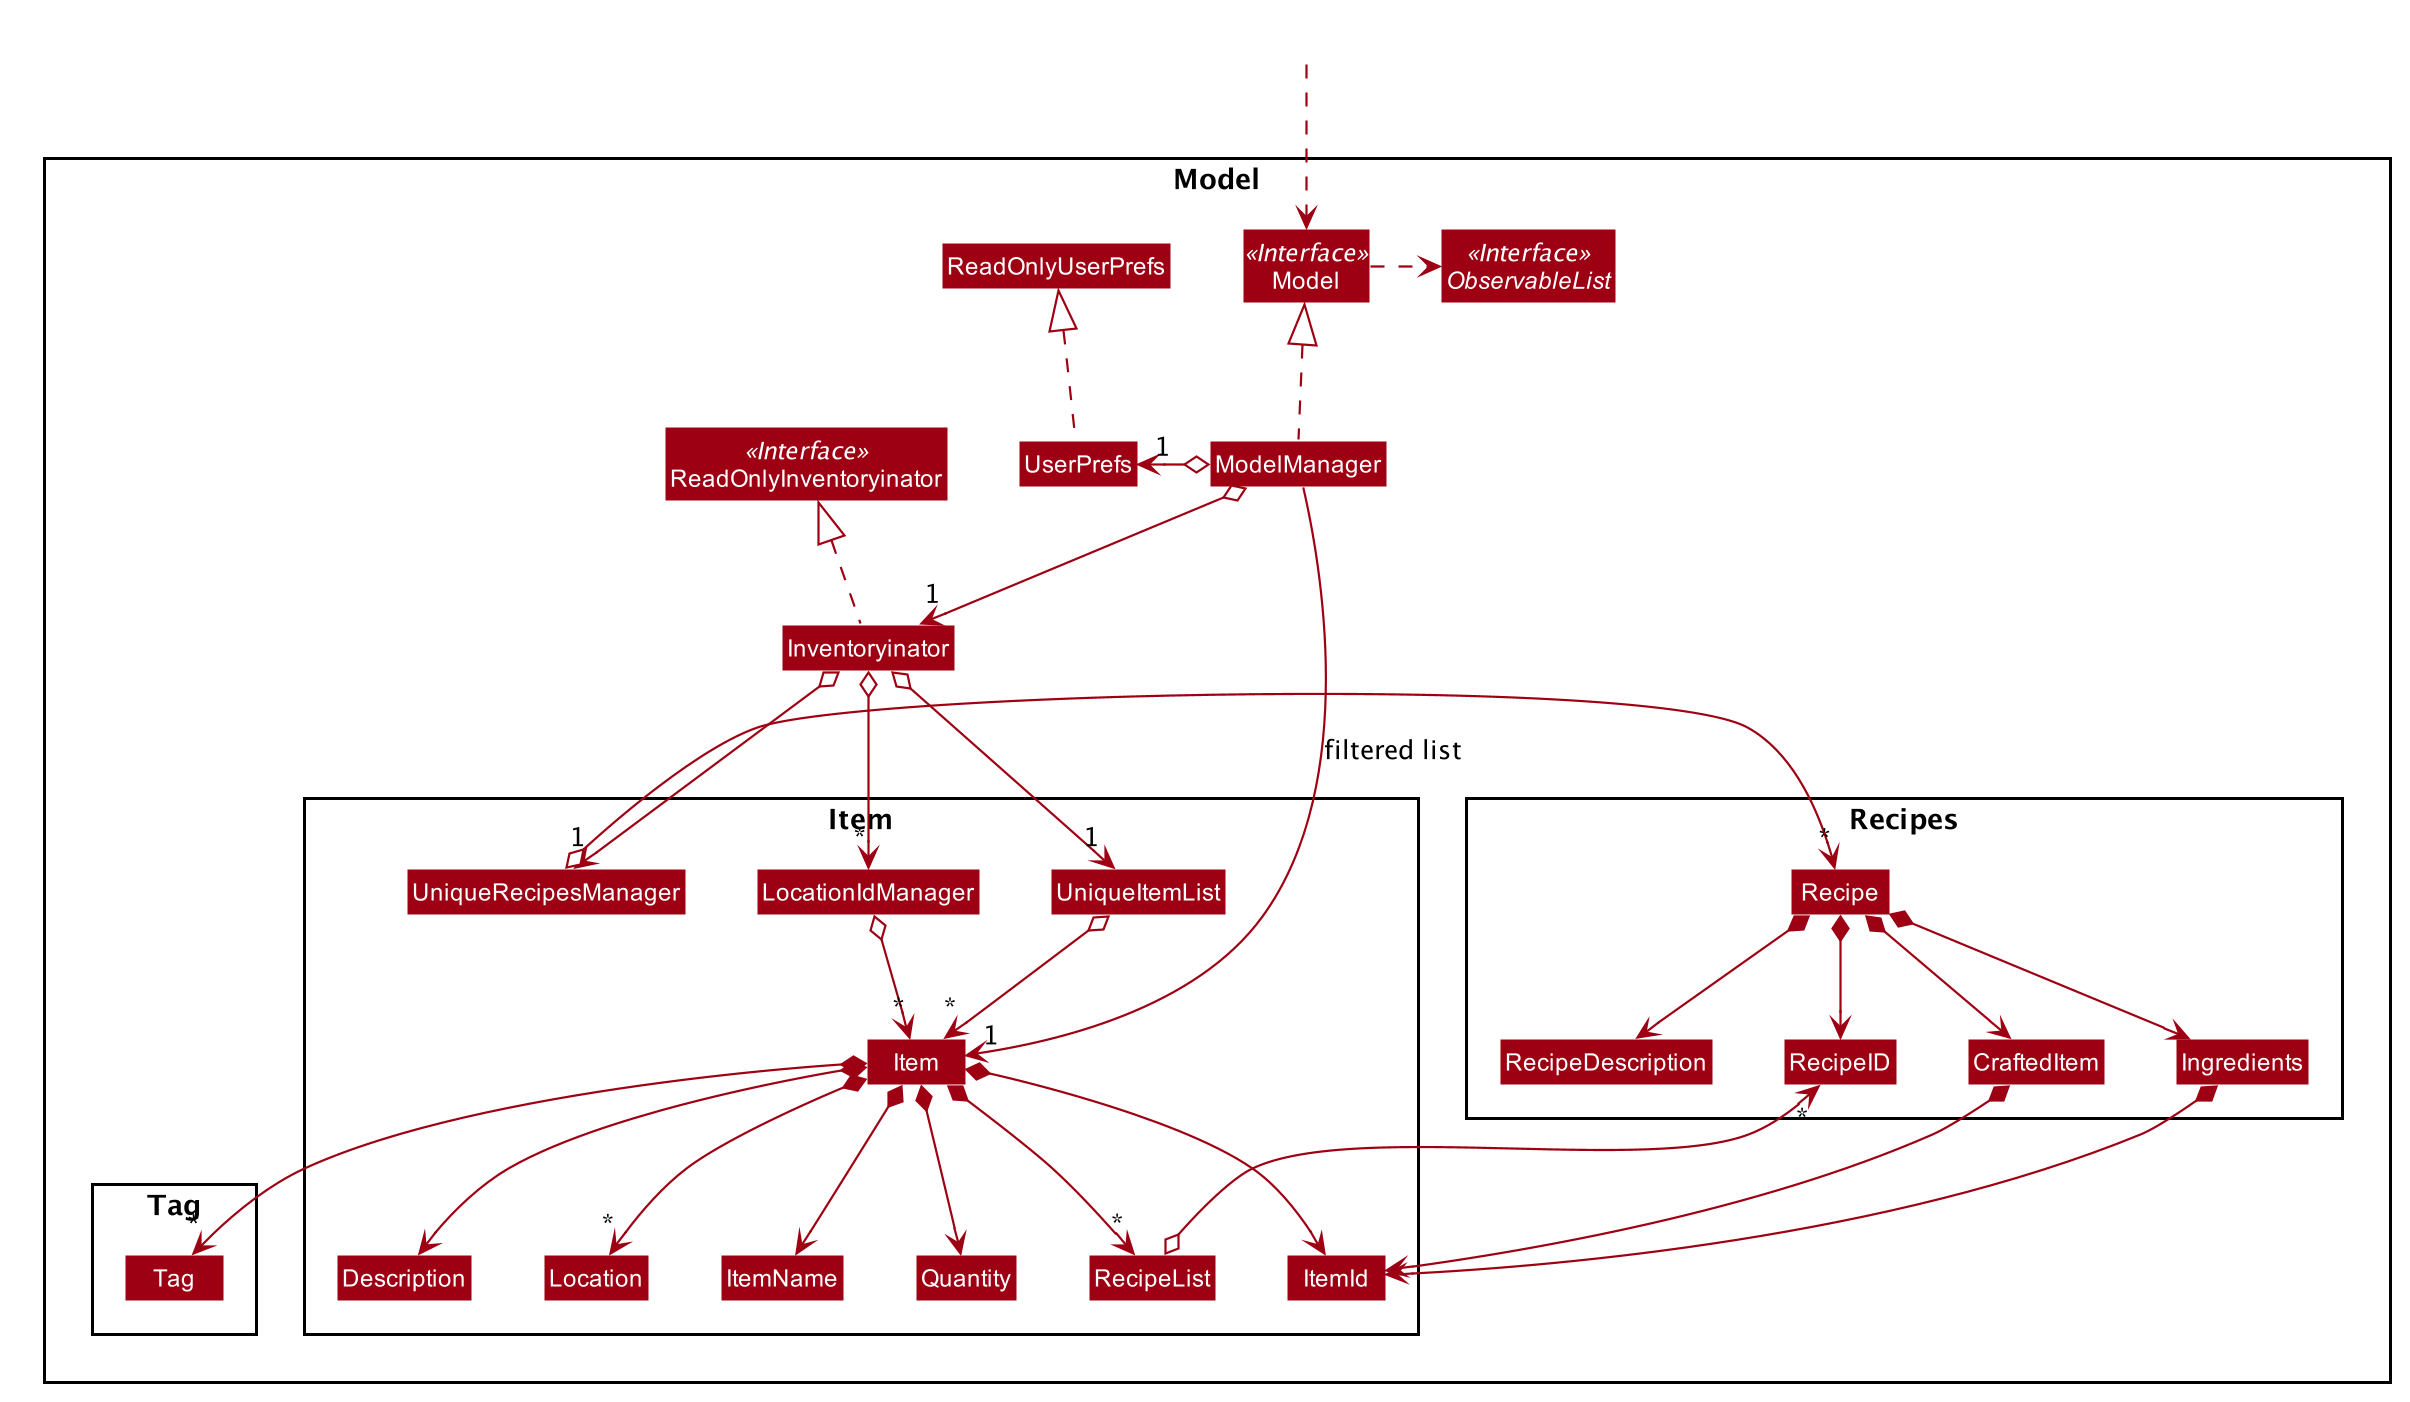 Model
ReadOnlyUserPrefs
«Interface»
Model
«Interface»
ObservableList
«Interface»
ReadOnlyInventoryinator
UserPrefs
1
ModelManager
1
Inventoryinator
filtered list
Item
Recipes
1
*
1
*
UniqueRecipesManager
LocationIdManager
UniqueItemList
Recipe
*
*
1
Item
RecipeDescription
RecipeID
CraftedItem
Ingredients
*
Tag
*
*
*
Tag
Description
Location
ItemName
Quantity
RecipeList
ItemId